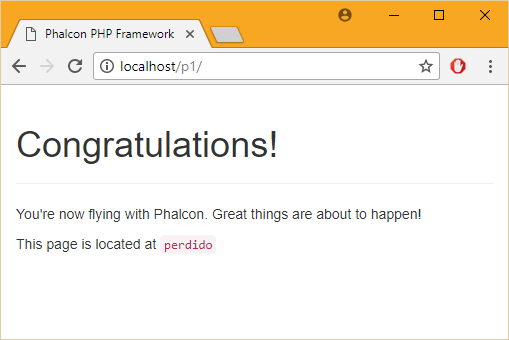 Phalcon PHP Framework
localhost/p1/
Congratulations!
You're now flying with Phalcon. Great things are about to happen!
This page is located at perdido